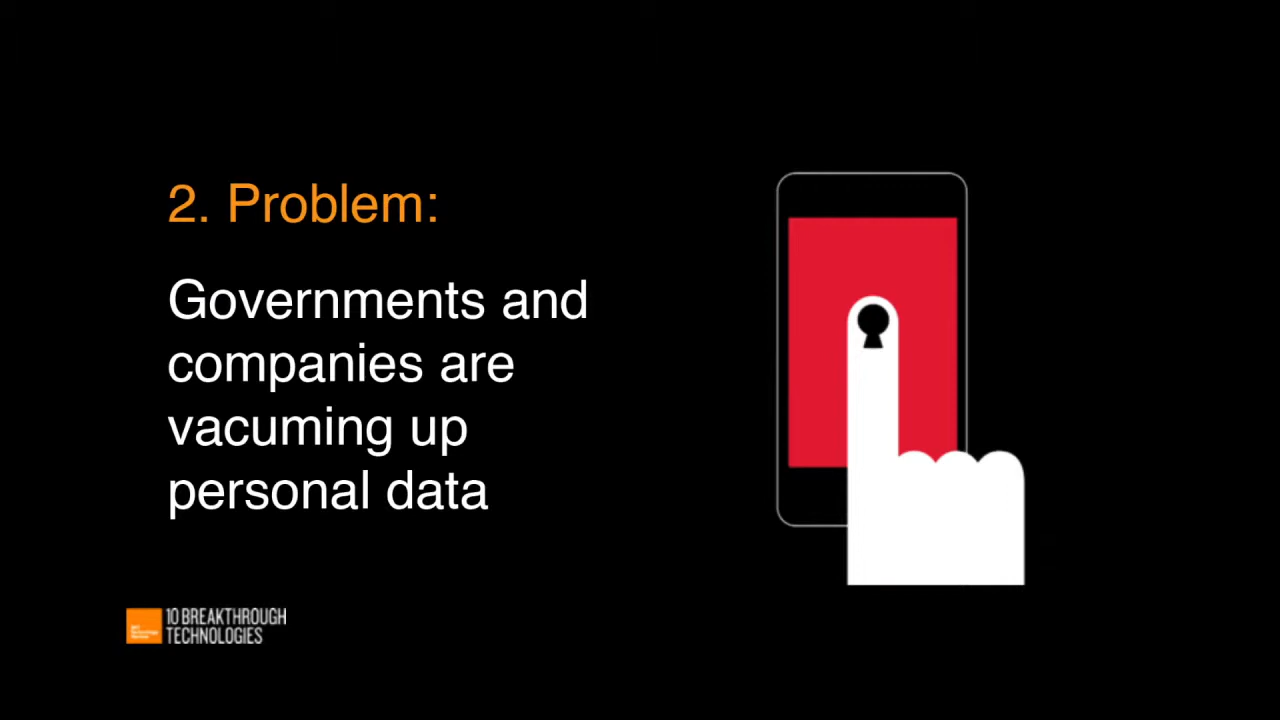 2. Problem:
Governments and
companies are
vacuming up
personal data
10 BREAKTHROUGH
TECHNOLOGIES